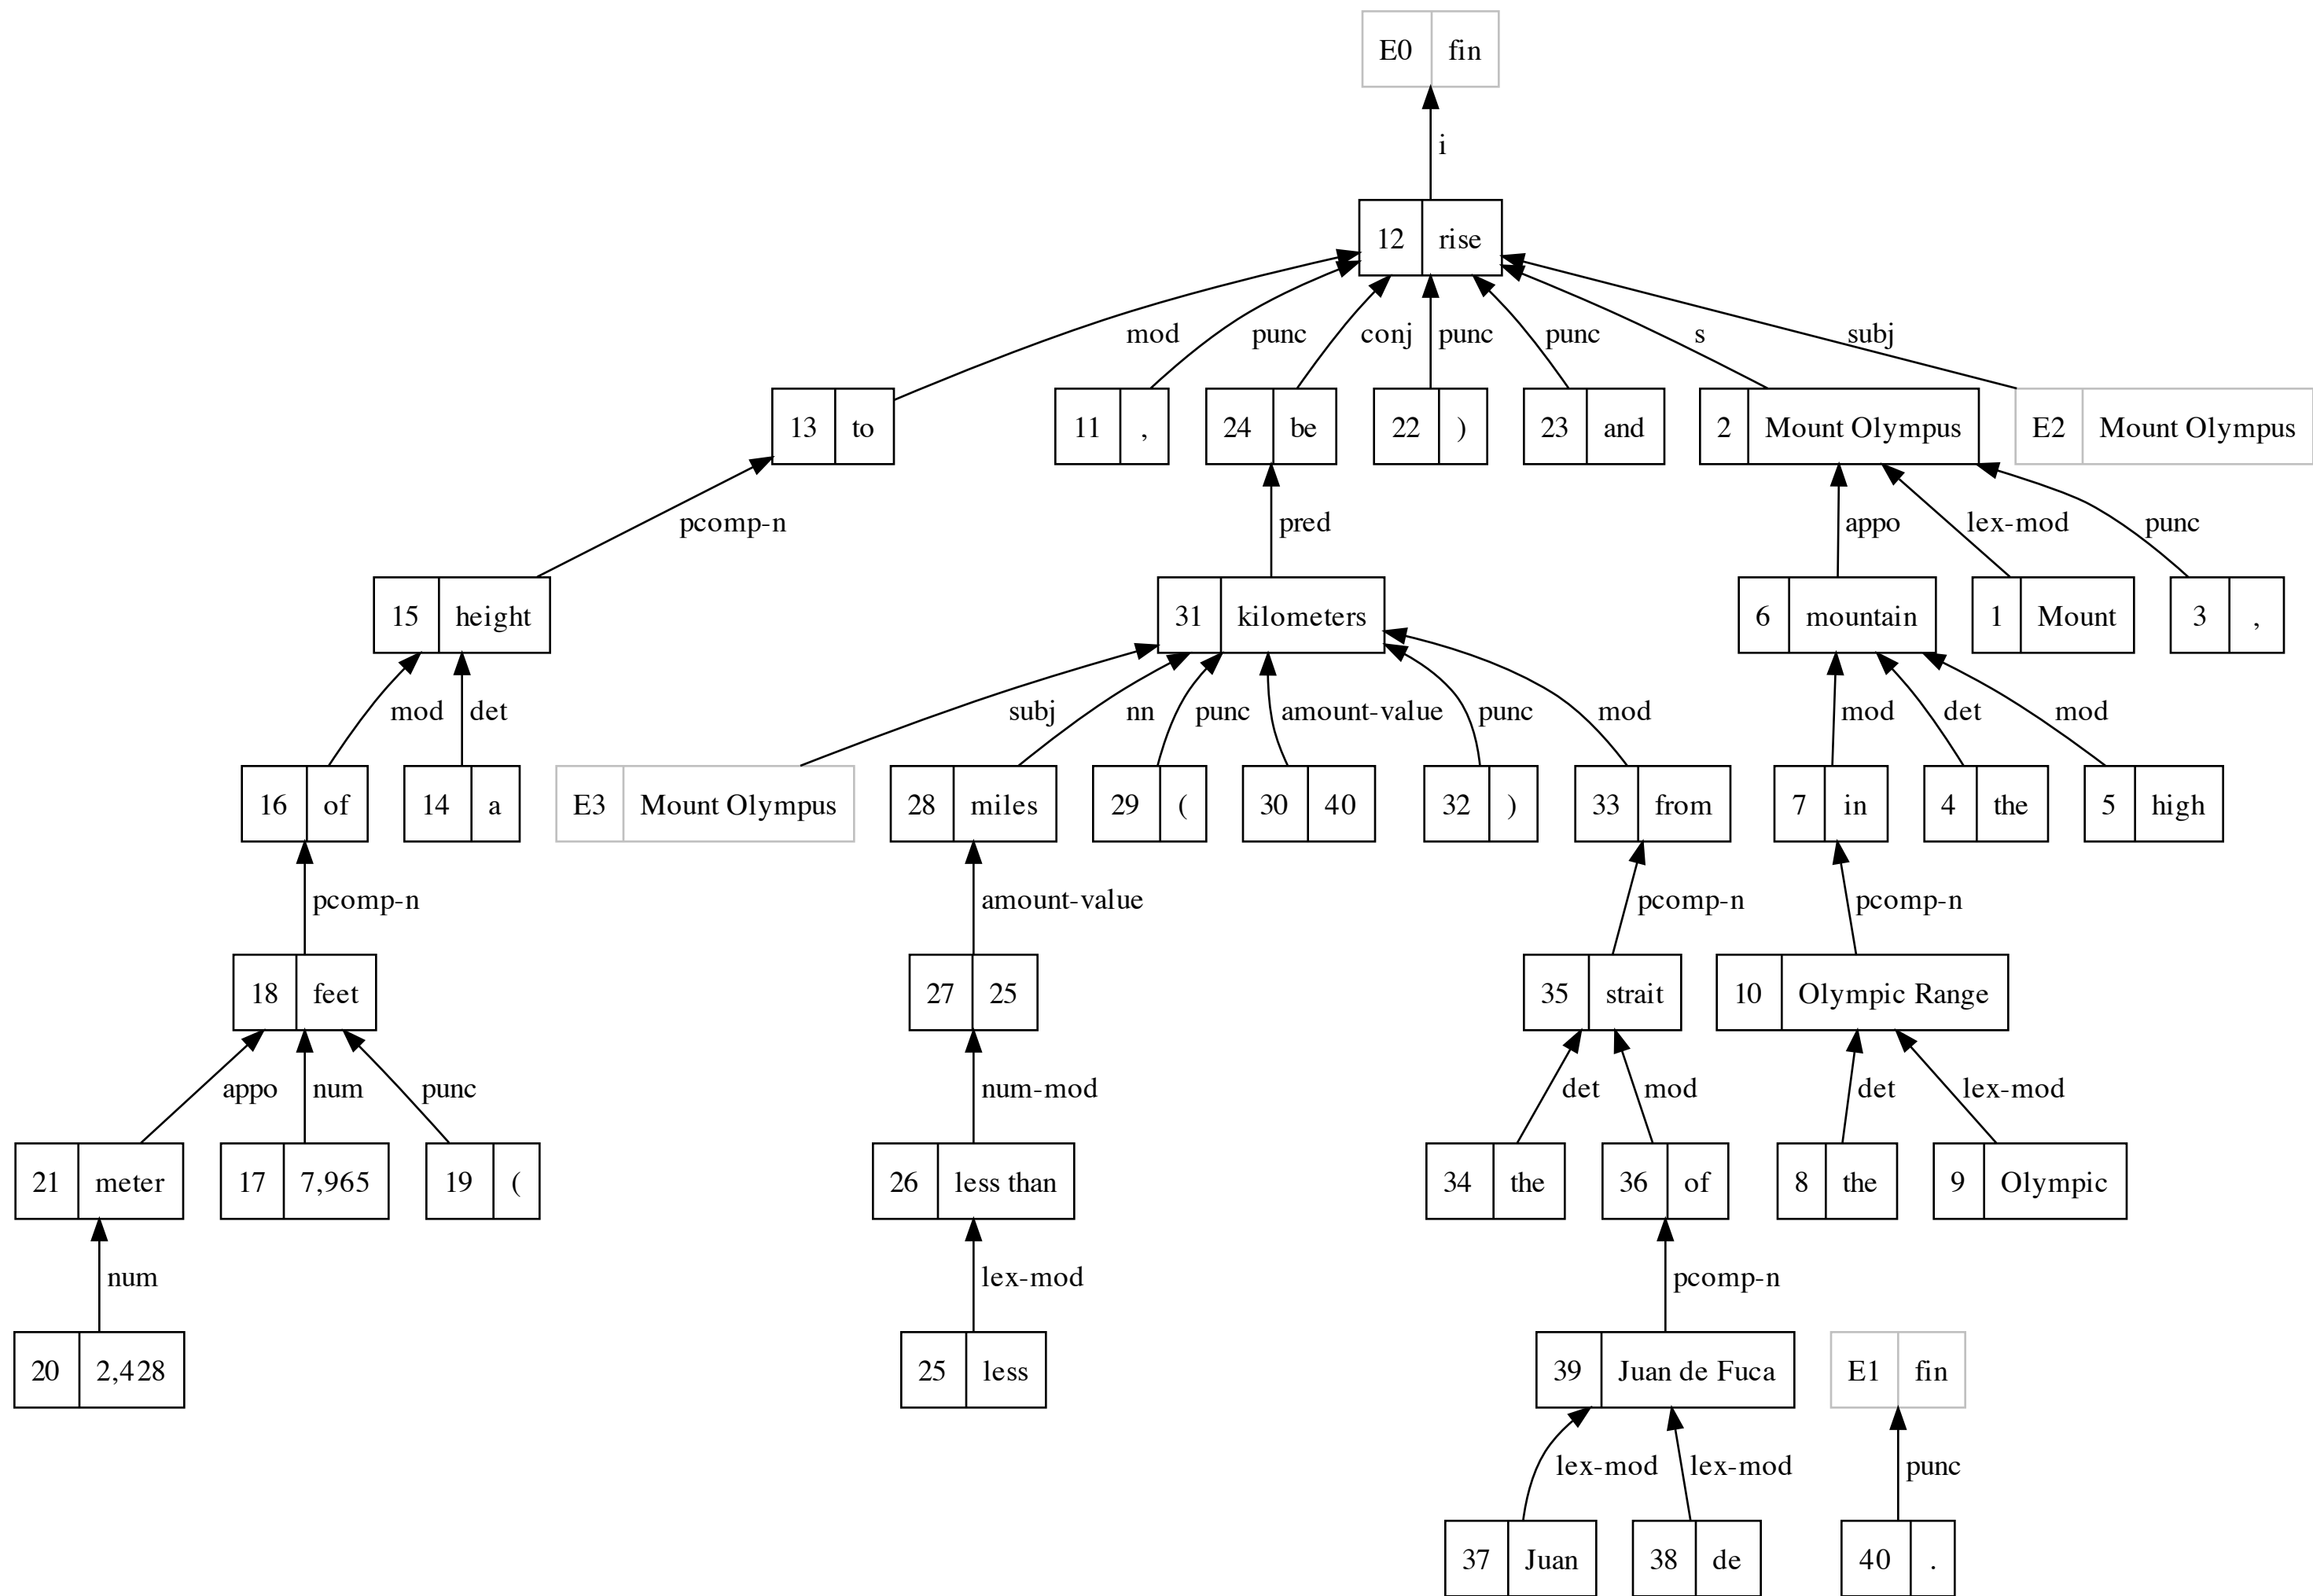 E0 fin
i
12 rise
mod punc conj punc punc s subj
13 to 11 , 24 be 22 ) 23 and 2 Mount Olympus E2 Mount Olympus
pcomp-n pred appo lex-mod punc
15 height 31 kilometers 6 mountain 1 Mount 3 ,
mod det subj nn punc amount-value punc mod mod det mod
16 of 14 a E3 Mount Olympus 28 miles 29 ( 30 40 32 ) 33 from 7 in 4 the 5 high
pcomp-n amount-value pcomp-n pcomp-n
18 feet 27 25 35 strait 10 Olympic Range
appo num punc num-mod det mod det lex-mod
21 meter 17 7,965 19 ( 26 less than 34 the 36 of 8 the 9 Olympic
num lex-mod pcomp-n
20 2,428 25 less 39 Juan de Fuca E1 fin
lex-mod lex-mod punc
37 Juan 38 de 40 .